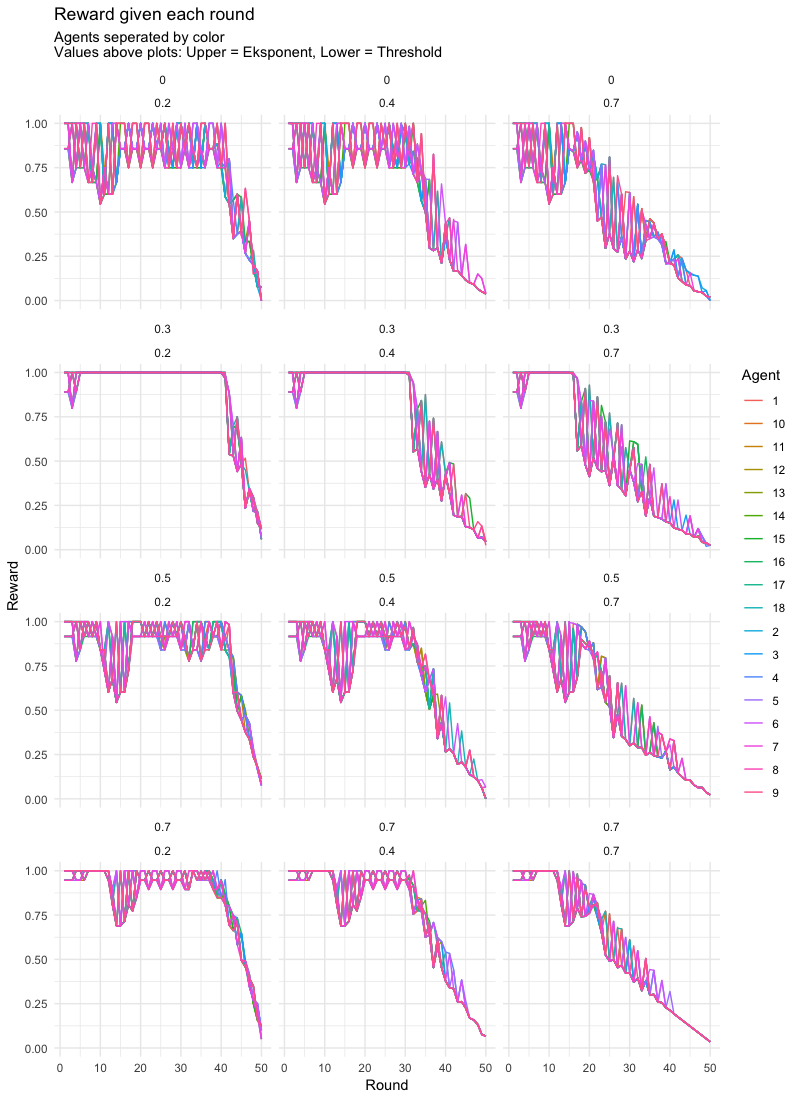 Reward given each round
Agents seperated by color
Values above plots: Upper = Eksponent, Lower = Threshold
0 0 0
0.2 0.4 0.7
1.00
0.75
0.50
0.25
0.00
0.3 0.3 0.3
0.2 0.4 0.7
1.00
0.75
0.50
0.25
0.00
0.5 0.5 0.5
0.2 0.4 0.7
1.00
0.75
0.50
0.25
0.00
0.7 0.7 0.7
0.2 0.4 0.7
1.00
0.75
0.50
0.25
0.00
0 10 20 30 40 50 0 10 20 30 40 50 0 10 20 30 40 50
Round
Reward
Agent
1
10
11
12
13
14
15
16
17
18
2
3
4
5
6
7
8
9